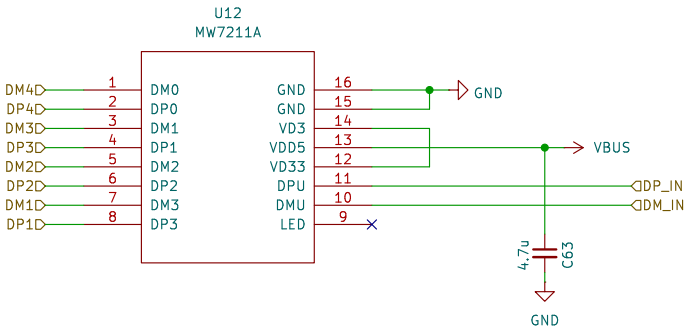 U12
MW7211A
DM4 1 DM0 GND 16 GND
DP4 2 DP0 GND 15
DM3 3 DM1 VD3 14
DP3 4 DP1 VDD5 13 VBUS
DM2 5 DM2 VD33 12
DP2 6 DP2 DPU 11 DP_IN
DM1 7 DM3 DMU 10 DM_IN
DP1 8 DP3 LED 9
4.7u C63
GND